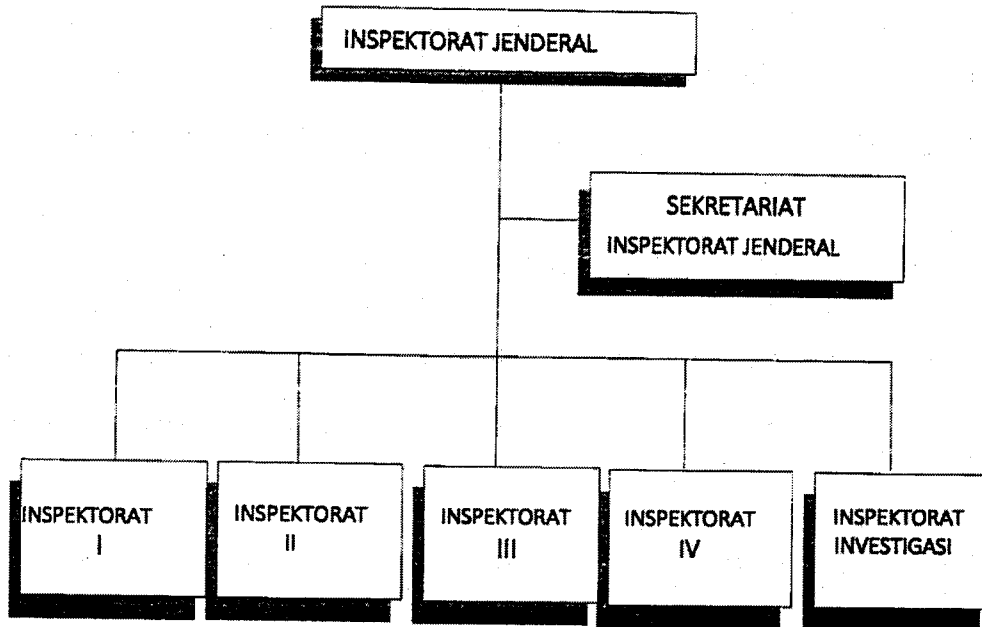 INSPEKTORAT JENDERAL
SEKRETARIAT
INSPEKTORAT JENDERAL
INSPEKTORAT
I
INSPEKTORAT
II
INSPEKTORAT
III
INSPEKTORAT
IV
INSPEKTORAT
INVESTIGASI